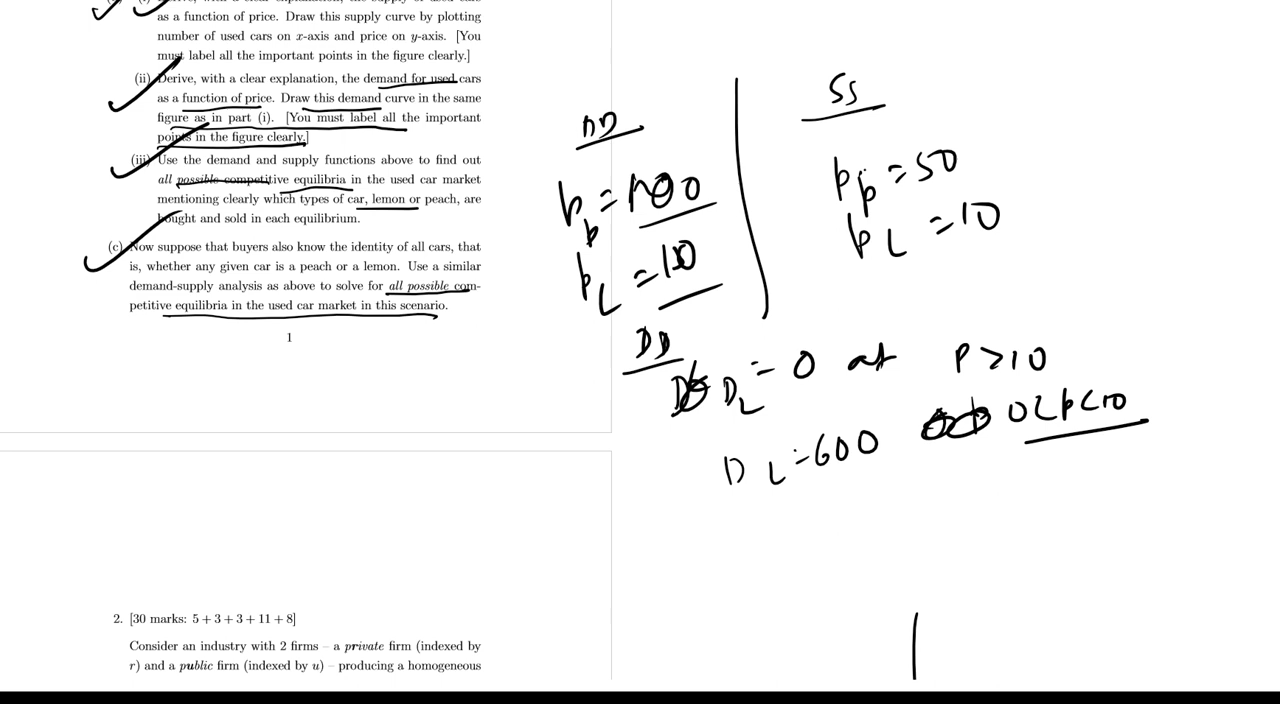 as a function of price. Draw this supply curve by plotting
number of used cars on x-axis and price on y-axis. [You
must label all the important points in the figure clearly.]
(ii) Derive, with a clear explanation, the demand for used cars
as a function of price. Draw this demand curve in the same
figure as in part (i). [You must label all the important
points in the figure clearly.]
(iii) Use the demand and supply functions above to find out
all possible competitive equilibria in the used car market
mentioning clearly which types of car, lemon or peach, are
bought and sold in each equilibrium.
(c) Now suppose that buyers also know the identity of all cars, that
is, whether any given car is a peach or a lemon. Use a similar
demand-supply analysis as above to solve for all possible com-
petitive equilibria in the used car market in this scenario.
1
2. [30 marks: 5 + 3 + 3 + 11 + 8]
Consider an industry with 2 firms – a private firm (indexed by
r) and a public firm (indexed by u) – producing a homogeneous
DD
Pp = 100
PL = 10
SS
Pp = 50
PL = 10
DD
DL = 0 at P > 10
DL = 600 0 < p < 10